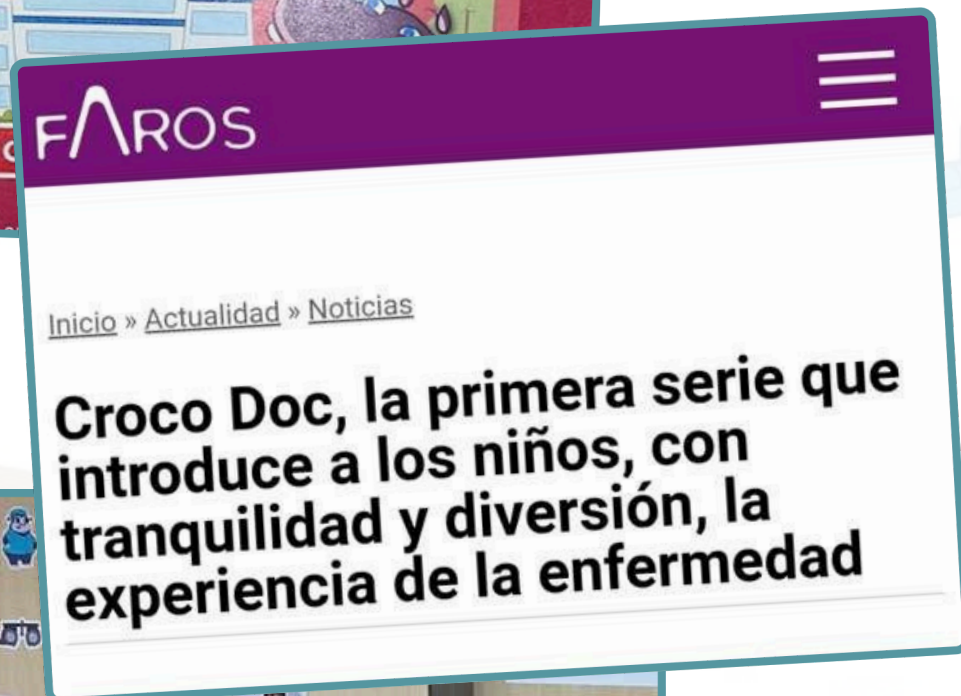 FAROS
Inicio » Actualidad » Noticias
Croco Doc, la primera serie que
introduce a los niños, con
tranquilidad y diversión, la
experiencia de la enfermedad